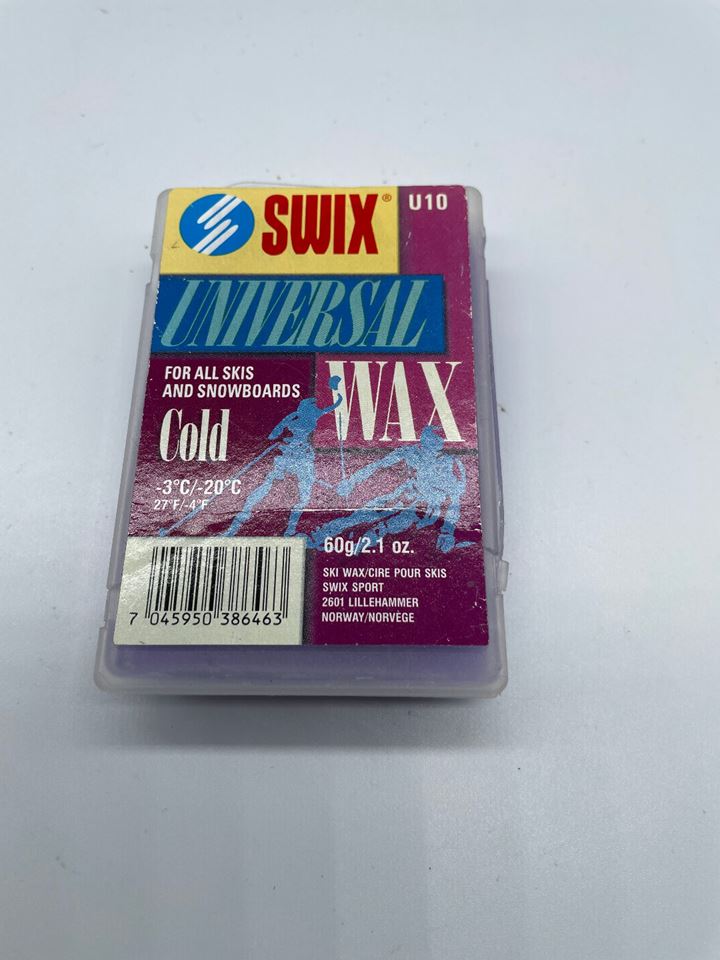 SWIX®
U10
UNIVERSAL
WAX
FOR ALL SKIS
AND SNOWBOARDS
Cold
-3°C/-20°C
27°F/-4°F
60g/2.1 oz.
SKI WAX/CIRE POUR SKIS
SWIX SPORT
2601 LILLEHAMMER
NORWAY/NORVÈGE
7 045950 386463